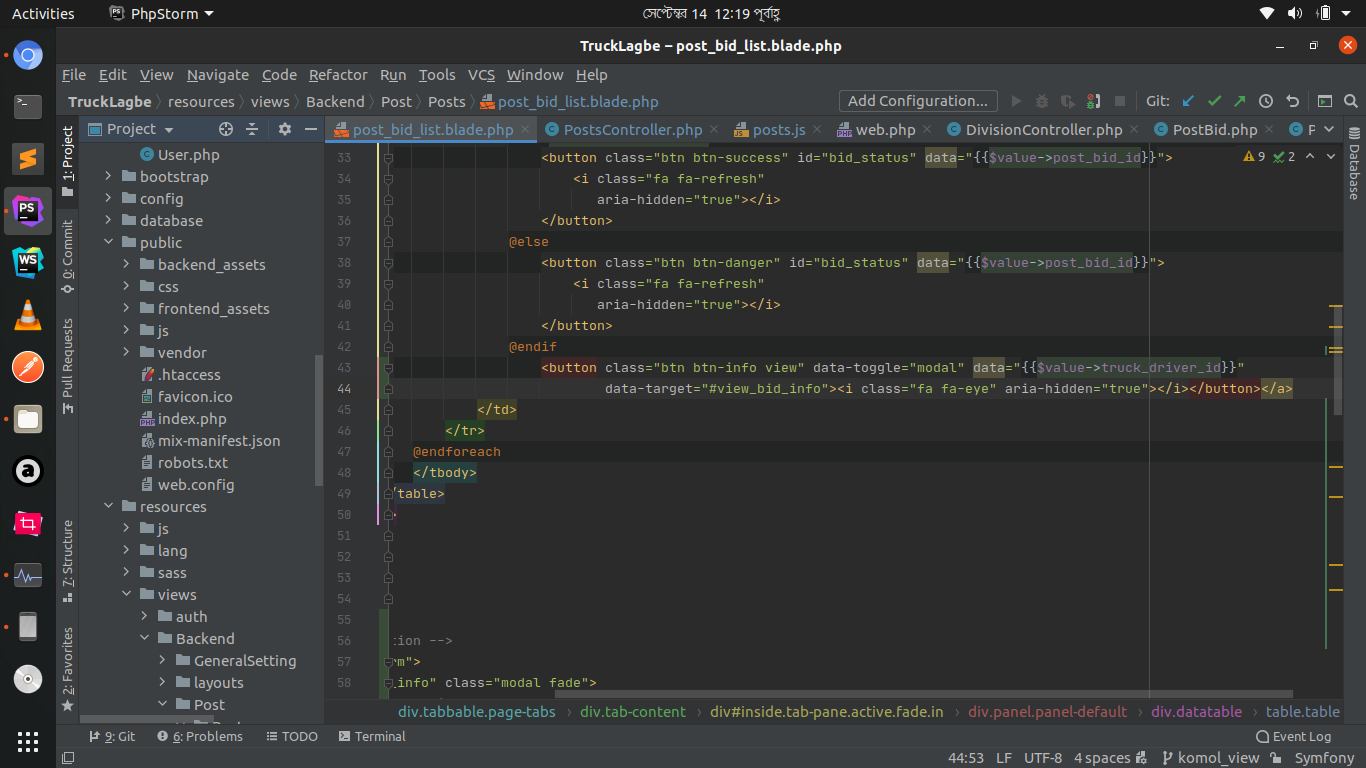 Activities PhpStorm সেপ্টেম্বর 14 12:19 পূর্বাহ্ণ
TruckLagbe – post_bid_list.blade.php
File Edit View Navigate Code Refactor Run Tools VCS Window Help
TruckLagbe resources views Backend Post Posts post_bid_list.blade.php Add Configuration... Git:
Project post_bid_list.blade.php PostsController.php posts.js web.php DivisionController.php PostBid.php
1: Project
0: Commit
Pull Requests
7: Structure
2: Favorites
Database
User.php
bootstrap
config
database
public
backend_assets
css
frontend_assets
js
vendor
.htaccess
favicon.ico
index.php
mix-manifest.json
robots.txt
web.config
resources
js
lang
sass
views
auth
Backend
GeneralSetting
layouts
Post
9 2
33 <button class="btn btn-success" id="bid_status" data="{{$value->post_bid_id}}">
34 <i class="fa fa-refresh"
35 aria-hidden="true"></i>
36 </button>
37 @else
38 <button class="btn btn-danger" id="bid_status" data="{{$value->post_bid_id}}">
39 <i class="fa fa-refresh"
40 aria-hidden="true"></i>
41 </button>
42 @endif
43 <button class="btn btn-info view" data-toggle="modal" data="{{$value->truck_driver_id}}"
44 data-target="#view_bid_info"><i class="fa fa-eye" aria-hidden="true"></i></button></a>
45 </td>
46 </tr>
47 @endforeach
48 </tbody>
49 /table>
50 >
51
52
53
54
55
56 tion -->
57 m">
58 _info" class="modal fade">
div.tabbable.page-tabs div.tab-content div#inside.tab-pane.active.fade.in div.panel.panel-default div.datatable table.table
9: Git 6: Problems TODO Terminal Event Log
44:53 LF UTF-8 4 spaces komol_view Symfony